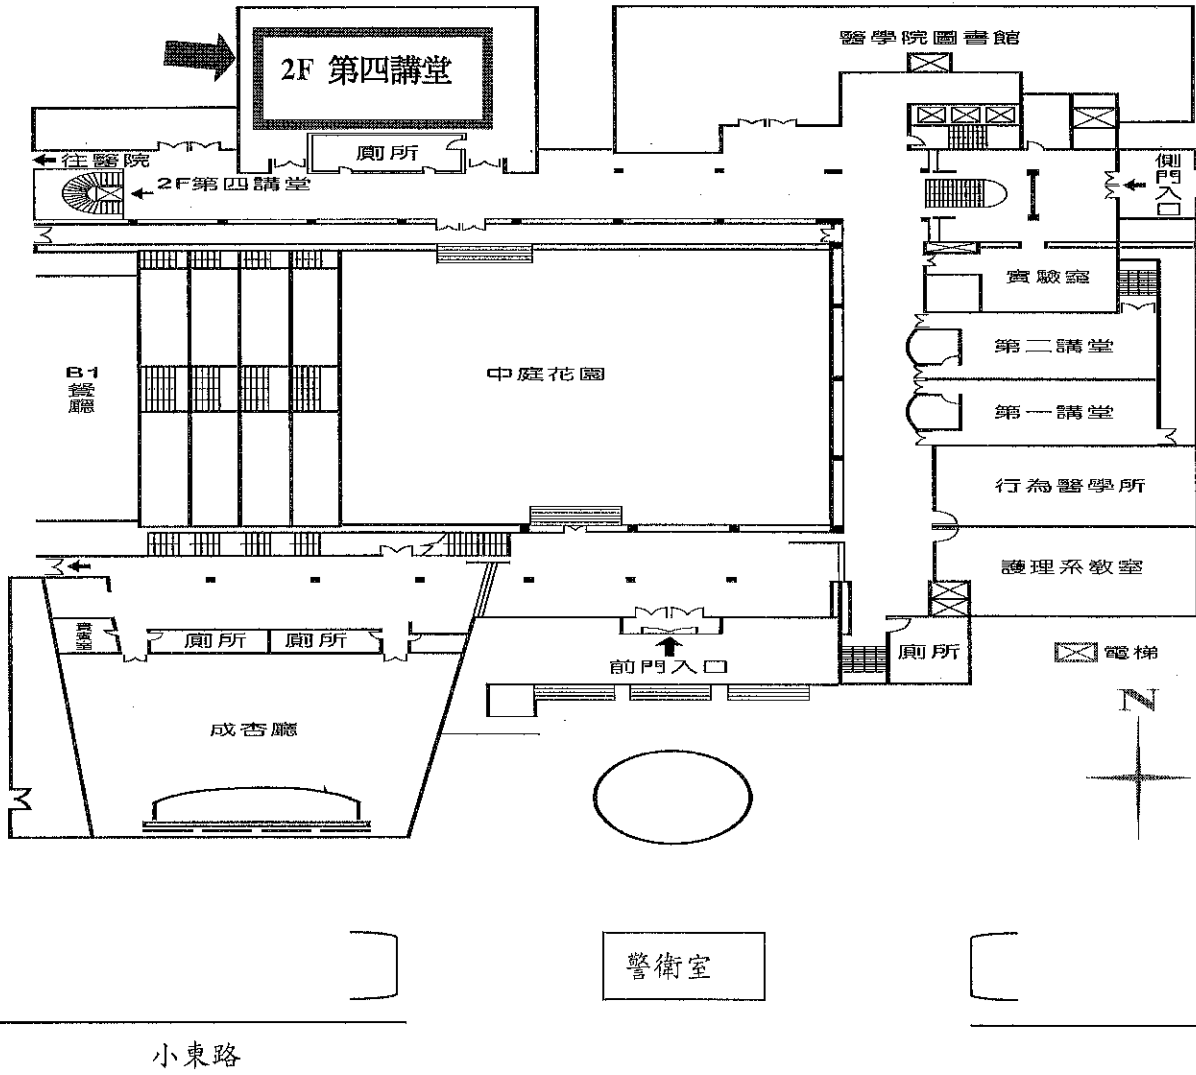 醫學院圖書館
2F 第四講堂
廁所
往醫院
2F第四講堂
側門入口
實驗室
第二講堂
B1
餐廳
中庭花園
第一講堂
行為醫學所
護理系教室
貴賓室
廁所
廁所
前門入口
廁所
電梯
N
成杏廳
警衛室
小東路